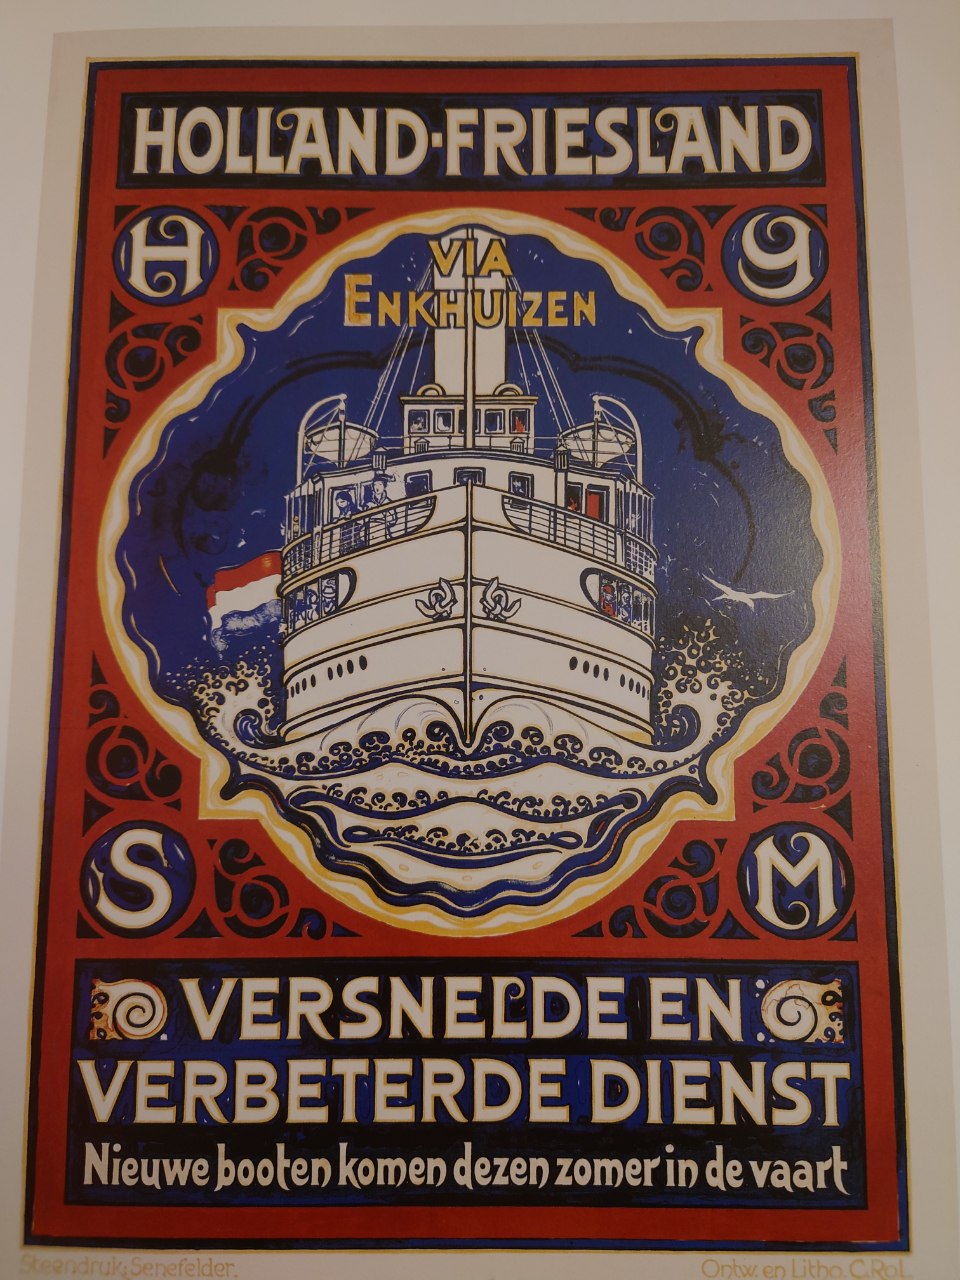 HOLLAND-FRIESLAND
H IJ
VIA
ENKHUIZEN
S M
VERSNELDE EN
VERBETERDE DIENST
Nieuwe booten komen dezen zomer in de vaart
Steendruk: Senefelder. Ontw. en Litho. C. Rol.